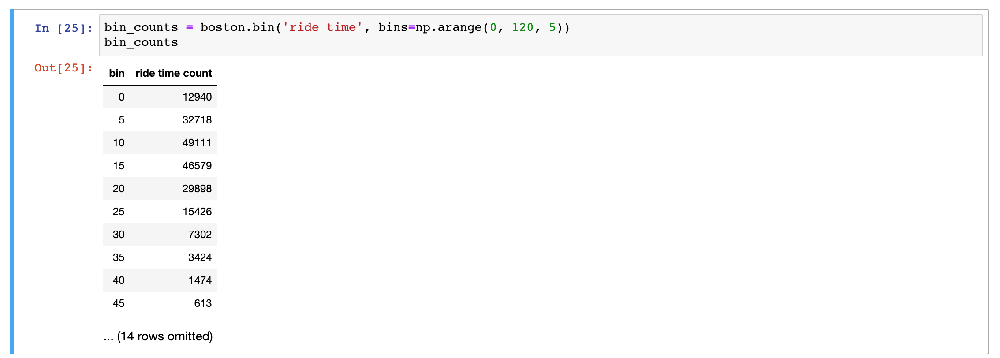 In [25]: bin_counts = boston.bin('ride time', bins=np.arange(0, 120, 5))
bin_counts
Out[25]:
bin ride time count
0 12940
5 32718
10 49111
15 46579
20 29898
25 15426
30 7302
35 3424
40 1474
45 613
... (14 rows omitted)